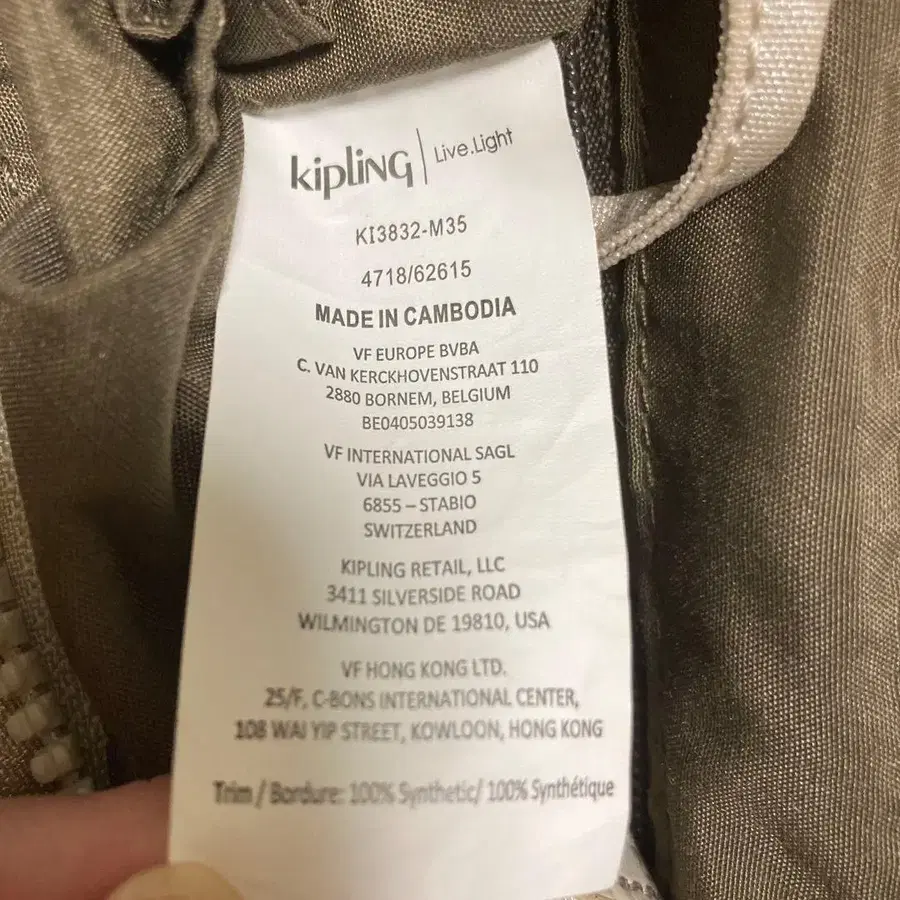 kipling | Live.Light
KI3832-M35
4718/62615
MADE IN CAMBODIA
VF EUROPE BVBA
C. VAN KERCKHOVENSTRAAT 110
2880 BORNEM, BELGIUM
BE0405039138
VF INTERNATIONAL SAGL
VIA LAVEGGIO 5
6855 – STABIO
SWITZERLAND
KIPLING RETAIL, LLC
3411 SILVERSIDE ROAD
WILMINGTON DE 19810, USA
VF HONG KONG LTD.
25/F, C-BONS INTERNATIONAL CENTER,
108 WAI YIP STREET, KOWLOON, HONG KONG
Trim / Bordure: 100% Synthetic/ 100% Synthétique